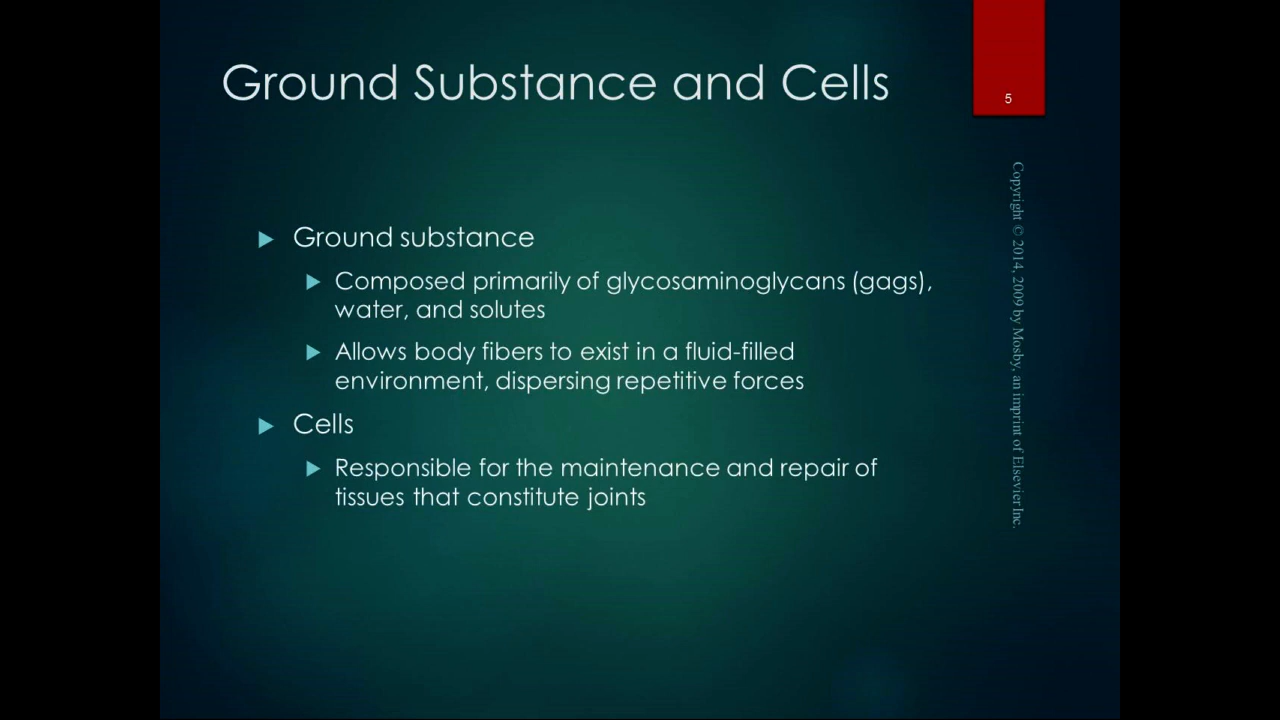 Ground Substance and Cells
5
Ground substance
Composed primarily of glycosaminoglycans (gags),
water, and solutes
Allows body fibers to exist in a fluid-filled
environment, dispersing repetitive forces
Cells
Responsible for the maintenance and repair of
tissues that constitute joints
Copyright © 2014, 2009 by Mosby, an imprint of Elsevier Inc.